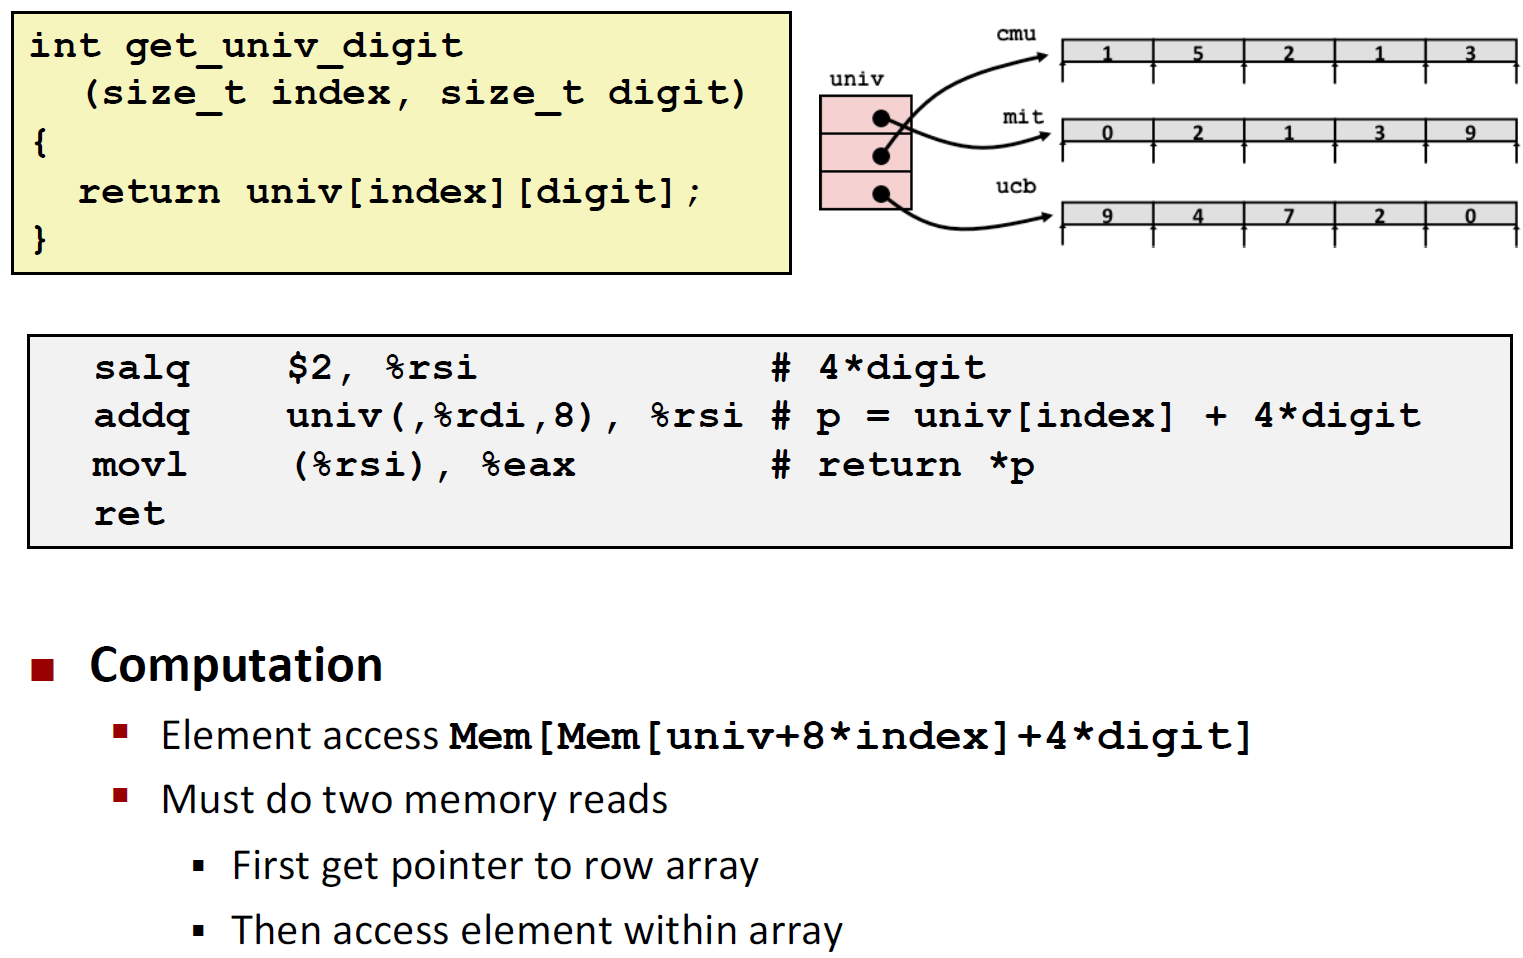 int get_univ_digit
(size_t index, size_t digit)
{
return univ[index][digit];
}
univ
cmu
1 5 2 1 3
mit
0 2 1 3 9
ucb
9 4 7 2 0
salq $2, %rsi # 4*digit
addq univ(,%rdi,8), %rsi # p = univ[index] + 4*digit
movl (%rsi), %eax # return *p
ret
Computation
Element access Mem[Mem[univ+8*index]+4*digit]
Must do two memory reads
First get pointer to row array
Then access element within array